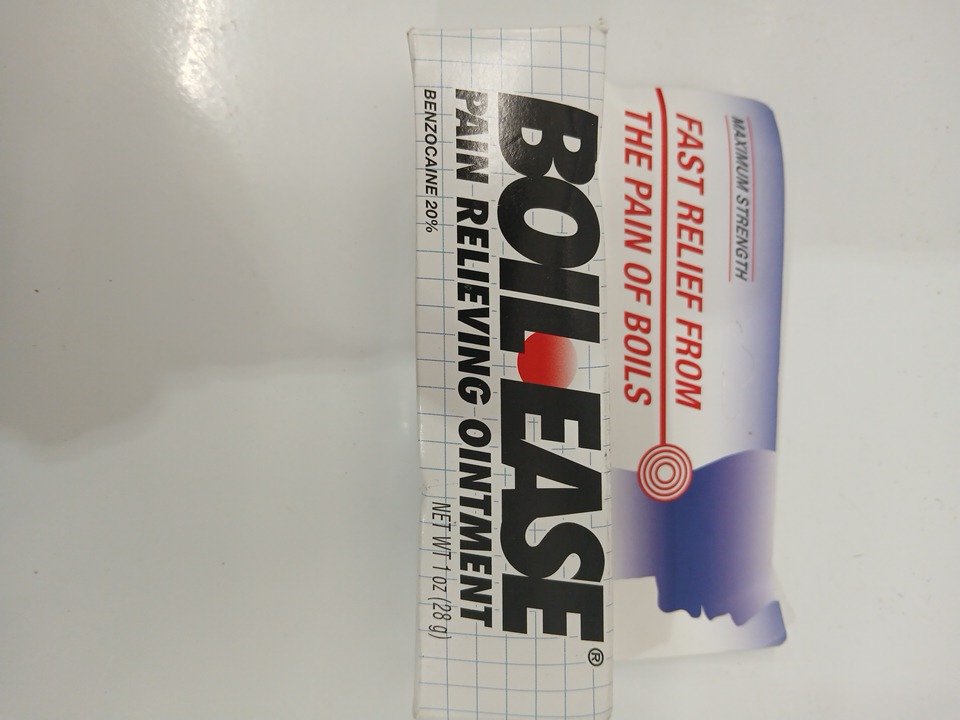 MAXIMUM STRENGTH
FAST RELIEF FROM
THE PAIN OF BOILS
BOIL EASE®
PAIN RELIEVING OINTMENT
BENZOCAINE 20%
NET WT 1 oz (28 g)